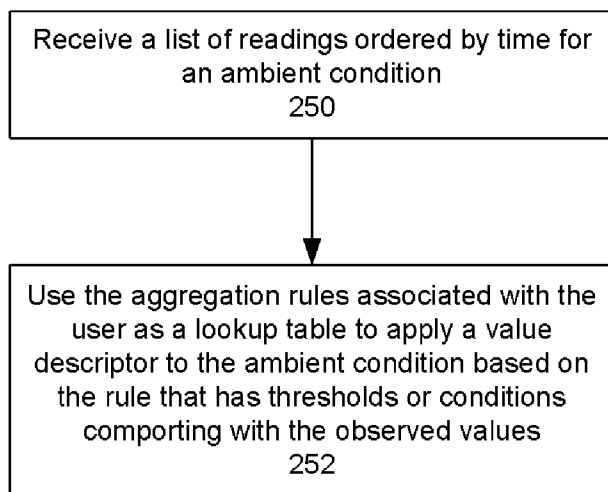 Receive a list of readings ordered by time for
an ambient condition
250
Use the aggregation rules associated with the
user as a lookup table to apply a value
descriptor to the ambient condition based on
the rule that has thresholds or conditions
comporting with the observed values
252